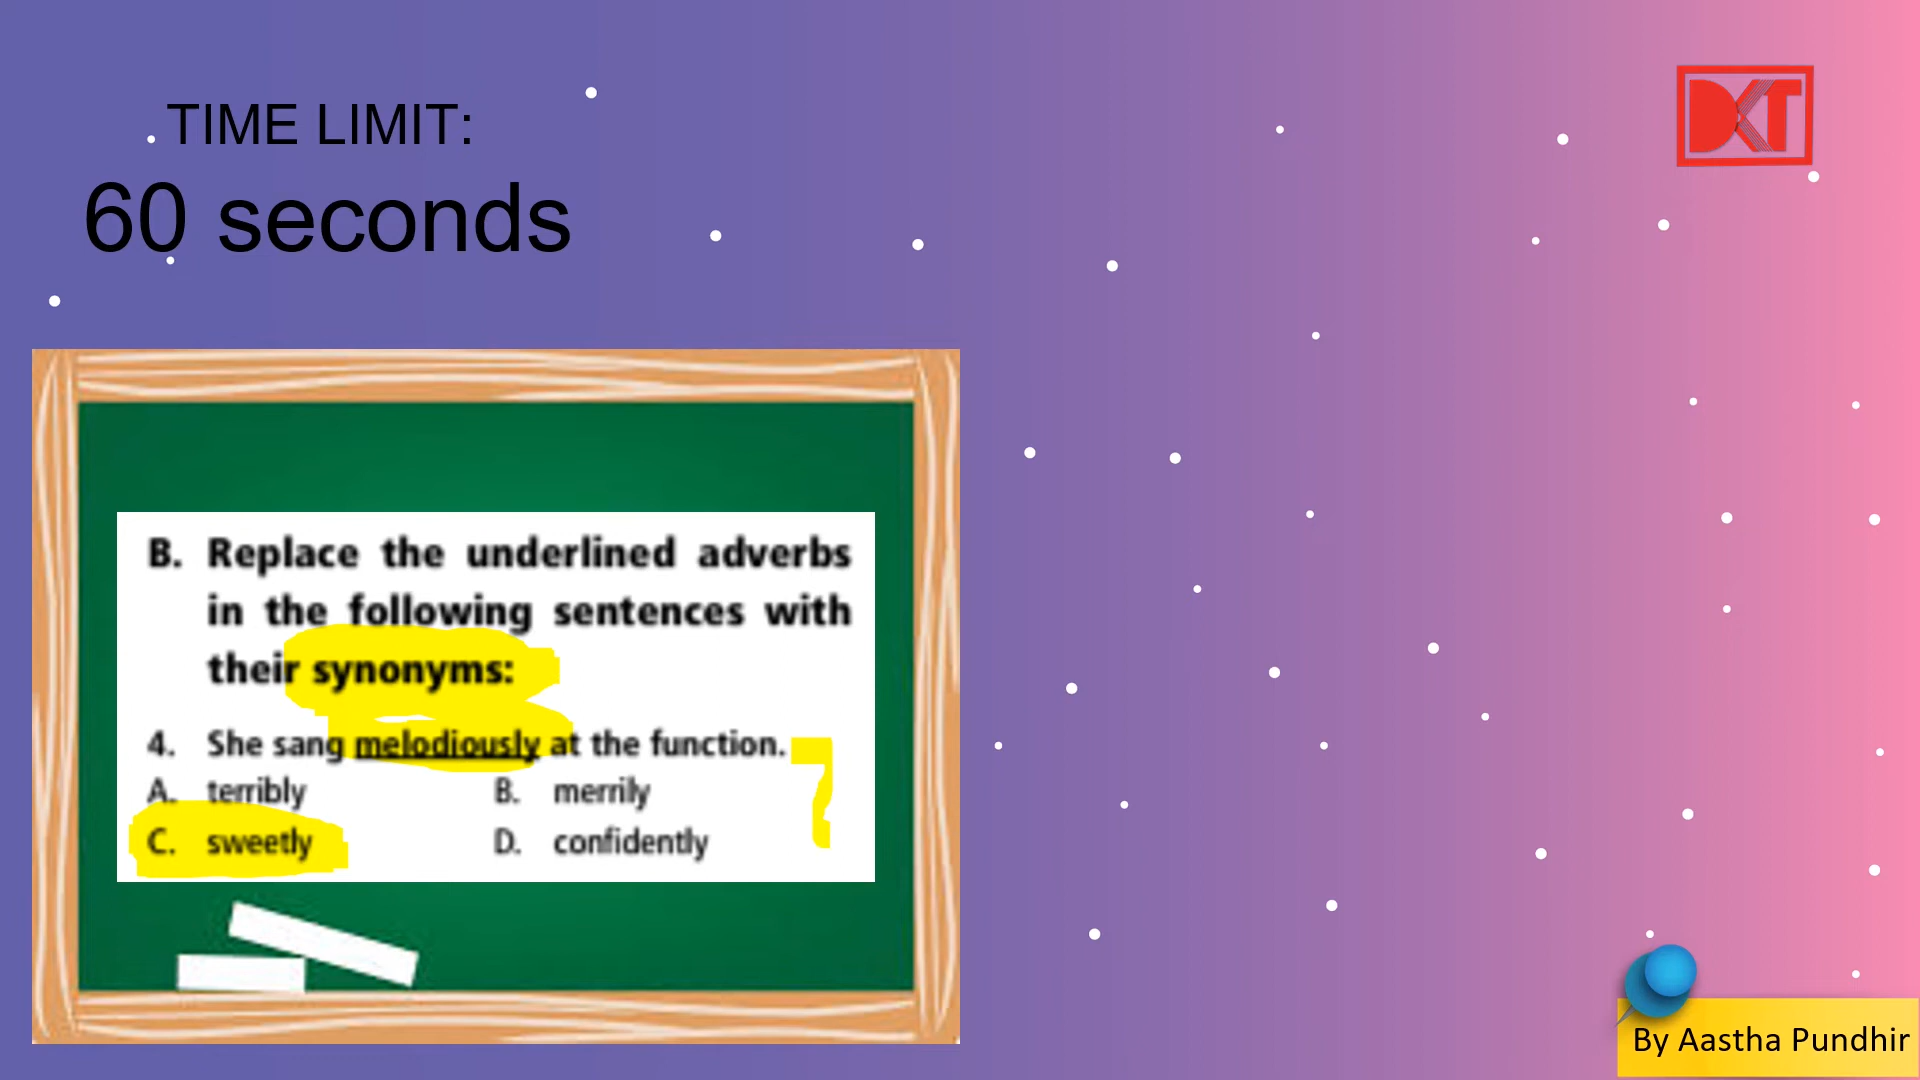 TIME LIMIT:
60 seconds
DKT
B. Replace the underlined adverbs
in the following sentences with
their synonyms:
4. She sang melodiously at the function.
A. terribly B. merrily
C. sweetly D. confidently
By Aastha Pundhir